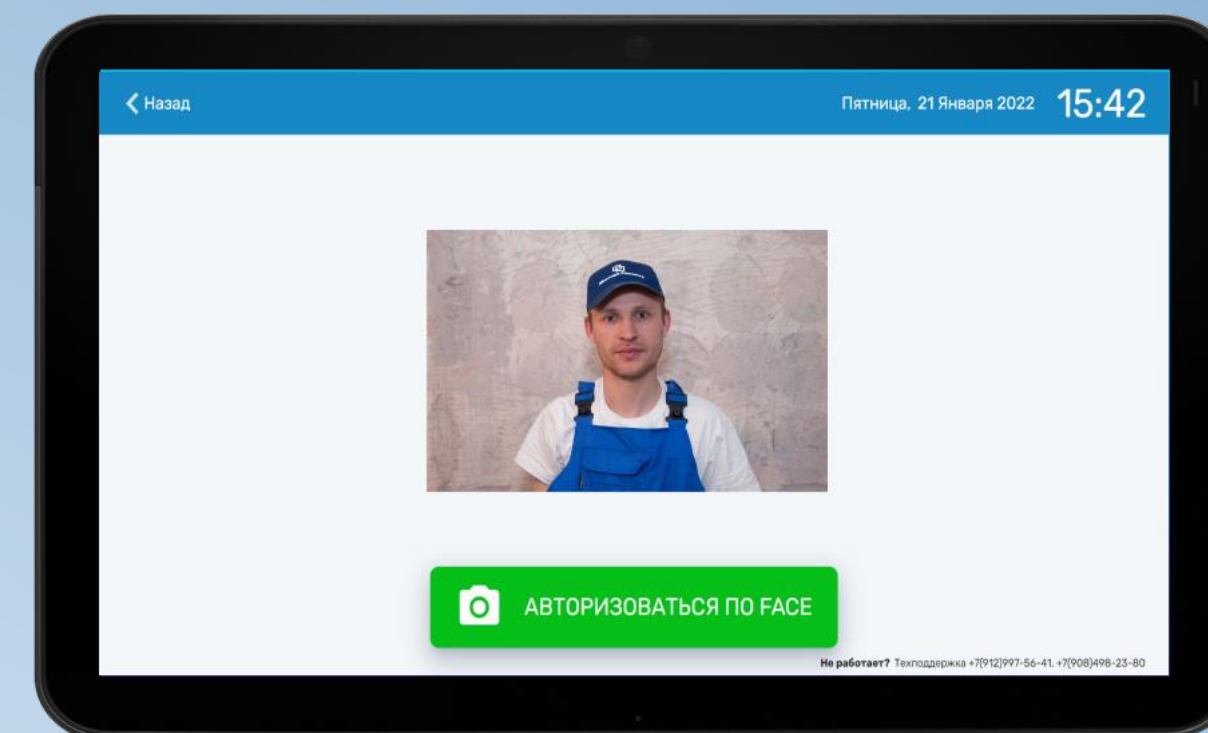 Назад
Пятница, 21 Января 2022 15:42
АВТОРИЗОВАТЬСЯ ПО FACE
Не работает? Техподдержка +7(912)997-56-41, +7(908)498-23-80